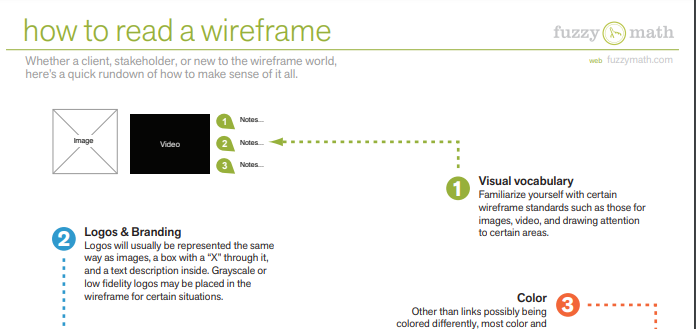 how to read a wireframe
fuzzy math
Whether a client, stakeholder, or new to the wireframe world,
here's a quick rundown of how to make sense of it all.
web fuzzymath.com
Image
Video
1 Notes...
2 Notes...
3 Notes...
1 Visual vocabulary
Familiarize yourself with certain
wireframe standards such as those for
images, video, and drawing attention
to certain areas.
2 Logos & Branding
Logos will usually be represented the same
way as images, a box with a “X” through it,
and a text description inside. Grayscale or
low fidelity logos may be placed in the
wireframe for certain situations.
Color 3
Other than links possibly being
colored differently, most color and